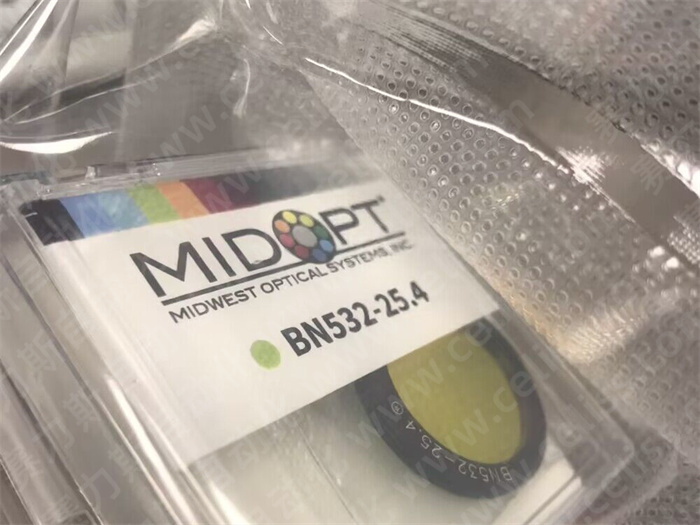 MIDOPT®
MIDWEST OPTICAL SYSTEMS, INC.
BN532-25.4
BN532-25.4 ®